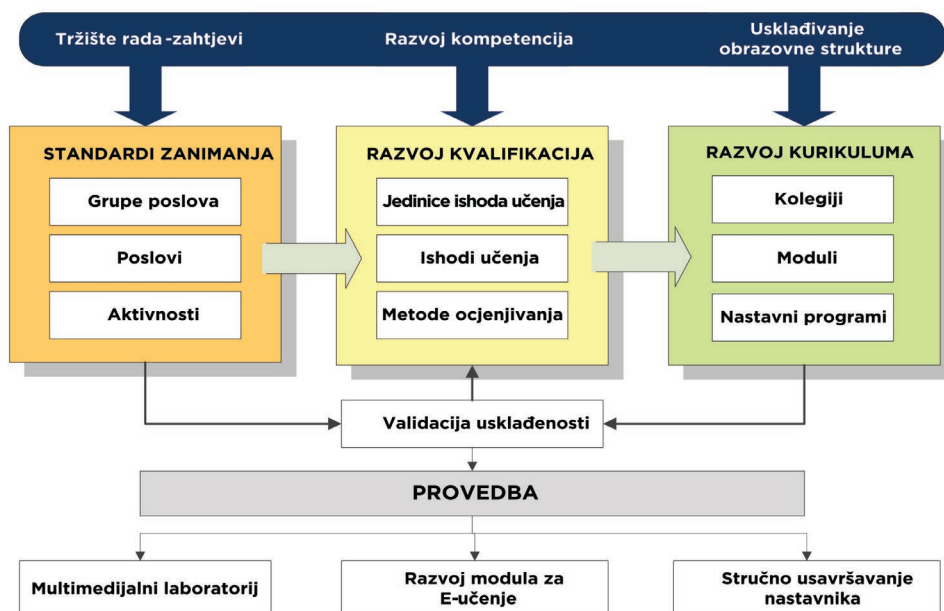 Tržište rada-zahtjevi
Razvoj kompetencija
Usklađivanje
obrazovne strukture
STANDARDI ZANIMANJA
Grupe poslova
Poslovi
Aktivnosti
RAZVOJ KVALIFIKACIJA
Jedinice ishoda učenja
Ishodi učenja
Metode ocjenjivanja
RAZVOJ KURIKULUMA
Kolegiji
Moduli
Nastavni programi
Validacija usklađenosti
PROVEDBA
Multimedijalni laboratorij
Razvoj modula za
E-učenje
Stručno usavršavanje
nastavnika